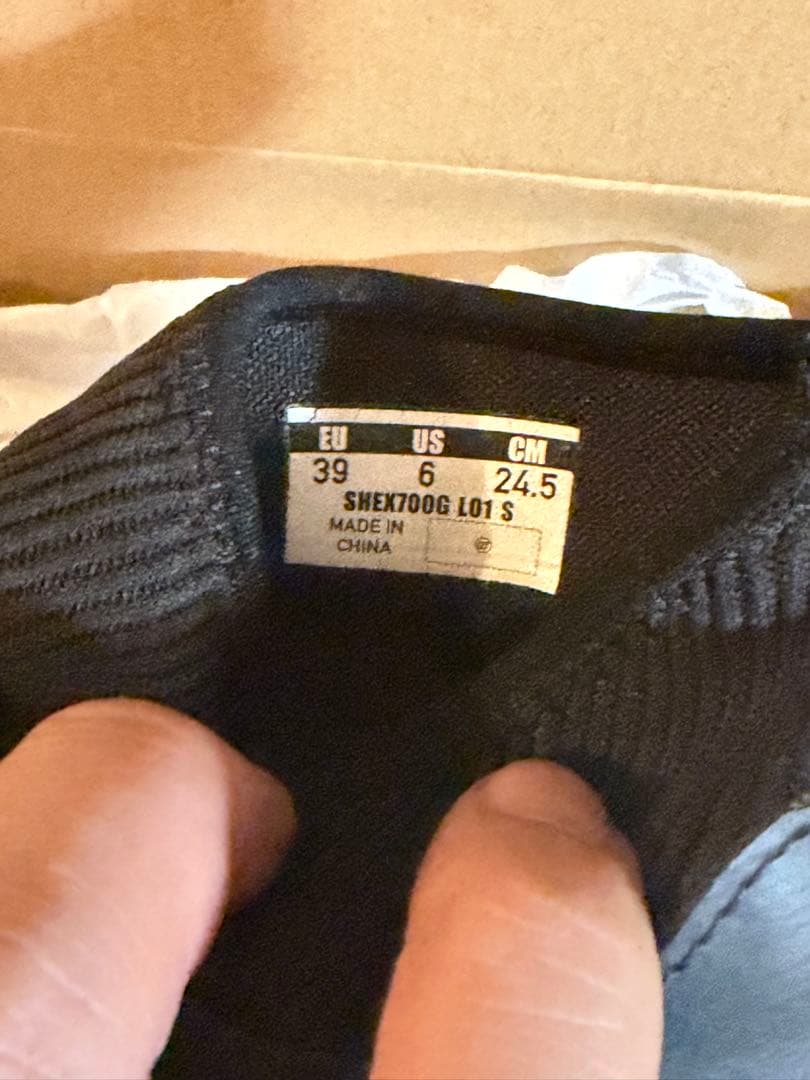 EU US CM
39 6 24.5
SHEX700G L01 S
MADE IN
CHINA